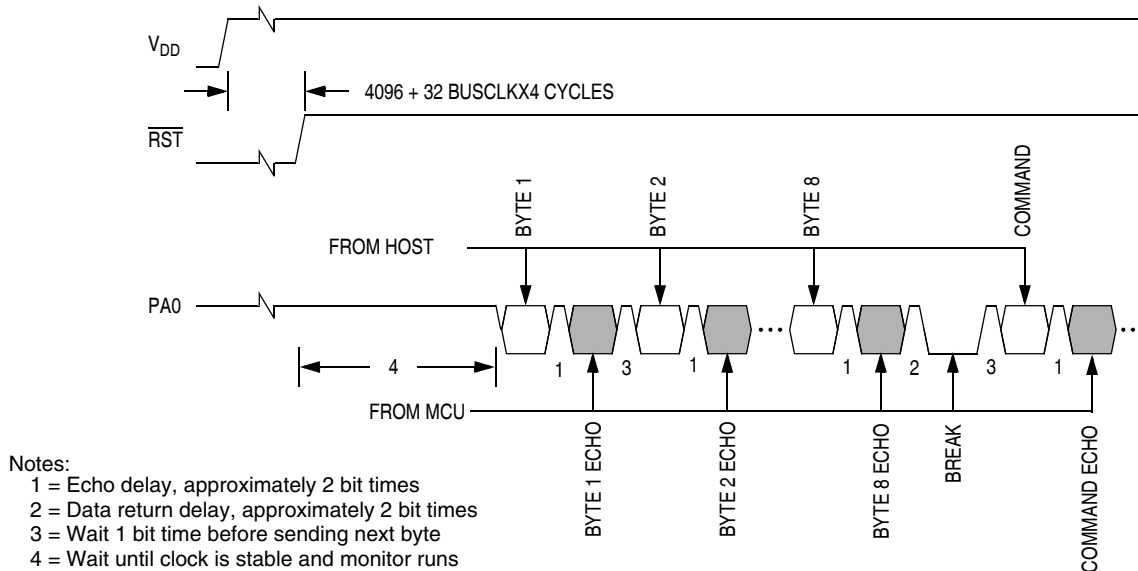 VDD
4096 + 32 BUSCLKX4 CYCLES
RST
BYTE 1
BYTE 2
BYTE 8
COMMAND
FROM HOST
PA0
1
3
1
1
2
3
1
4
FROM MCU
BYTE 1 ECHO
BYTE 2 ECHO
BYTE 8 ECHO
BREAK
COMMAND ECHO
Notes:
1 = Echo delay, approximately 2 bit times
2 = Data return delay, approximately 2 bit times
3 = Wait 1 bit time before sending next byte
4 = Wait until clock is stable and monitor runs